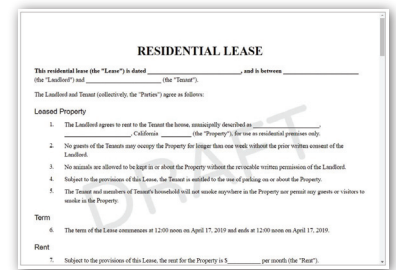 RESIDENTIAL LEASE
This residential lease (the "Lease") is dated ____________________, and is between ________________
(the "Landlord") and ________________ (the "Tenant").
The Landlord and Tenant (collectively, the "Parties") agree as follows:
Leased Property
1. The Landlord agrees to rent to the Tenant the house, municipally described as ________________,
________________, California ________ (the "Property"), for use as residential premises only.
2. No guests of the Tenants may occupy the Property for longer than one week without the prior written consent of the
Landlord.
3. No animals are allowed to be kept in or about the Property without the revocable written permission of the Landlord.
4. Subject to the provisions of this Lease, the Tenant is entitled to the use of parking on or about the Property.
5. The Tenant and members of Tenant's household will not smoke anywhere in the Property nor permit any guests or visitors to
smoke in the Property.
Term
6. The term of the Lease commences at 12:00 noon on April 17, 2019 and ends at 12:00 noon on April 17, 2019.
Rent
7. Subject to the provisions of this Lease, the rent for the Property is $________ per month (the "Rent").
DRAFT